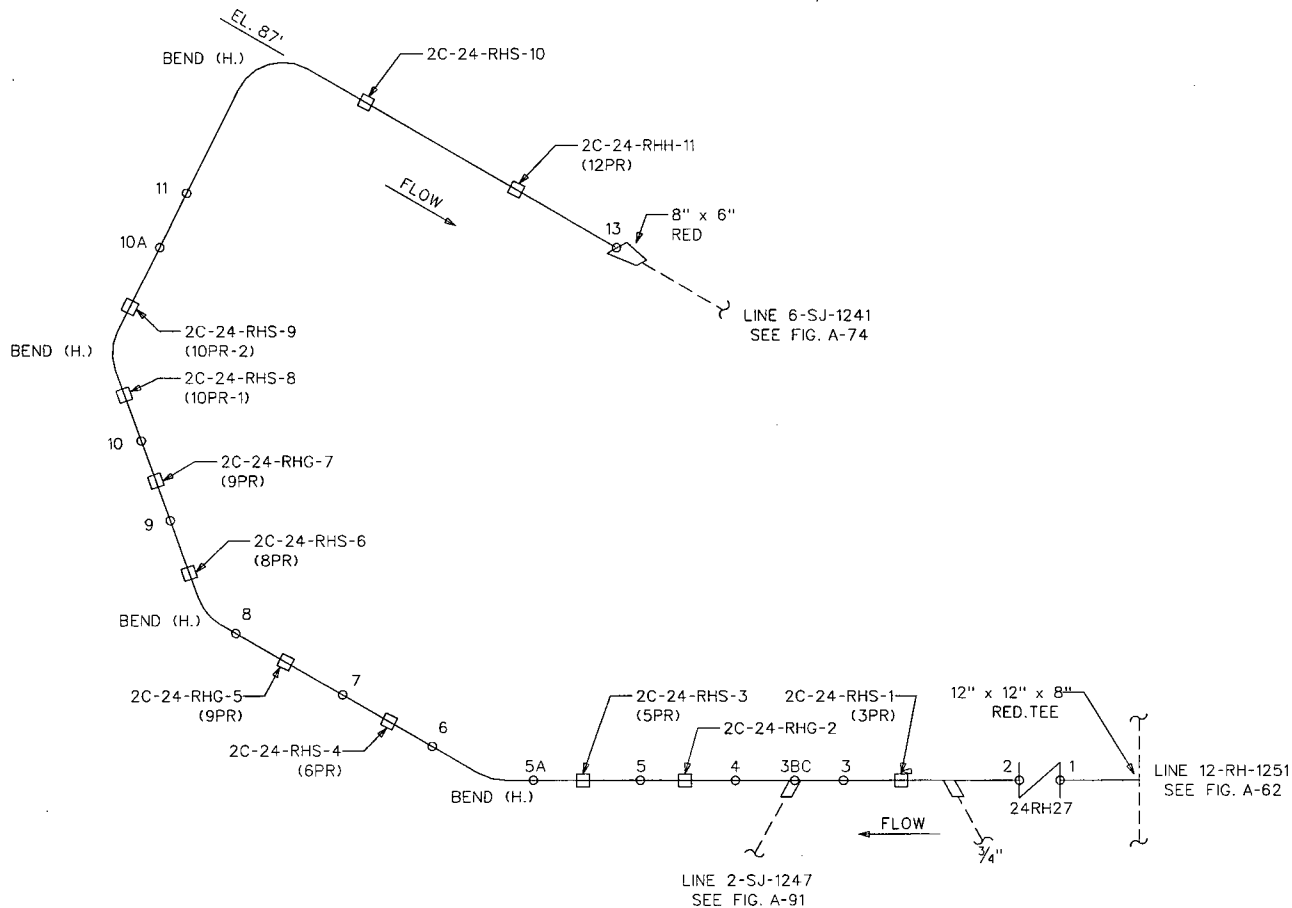 EL. 87'
BEND (H.)
2C-24-RHS-10
2C-24-RHH-11
(12PR)
FLOW
11
13
8" x 6"
RED
10A
LINE 6-SJ-1241
SEE FIG. A-74
2C-24-RHS-9
(10PR-2)
BEND (H.)
2C-24-RHS-8
(10PR-1)
10
2C-24-RHG-7
(9PR)
9
2C-24-RHS-6
(8PR)
BEND (H.)
8
2C-24-RHG-5
(9PR)
7
2C-24-RHS-4
(6PR)
6
2C-24-RHS-3
(5PR)
2C-24-RHS-1
(3PR)
12" x 12" x 8"
RED.TEE
2C-24-RHG-2
5A
5
4
3BC
3
2
1
BEND (H.)
24RH27
LINE 12-RH-1251
SEE FIG. A-62
FLOW
3/4"
LINE 2-SJ-1247
SEE FIG. A-91